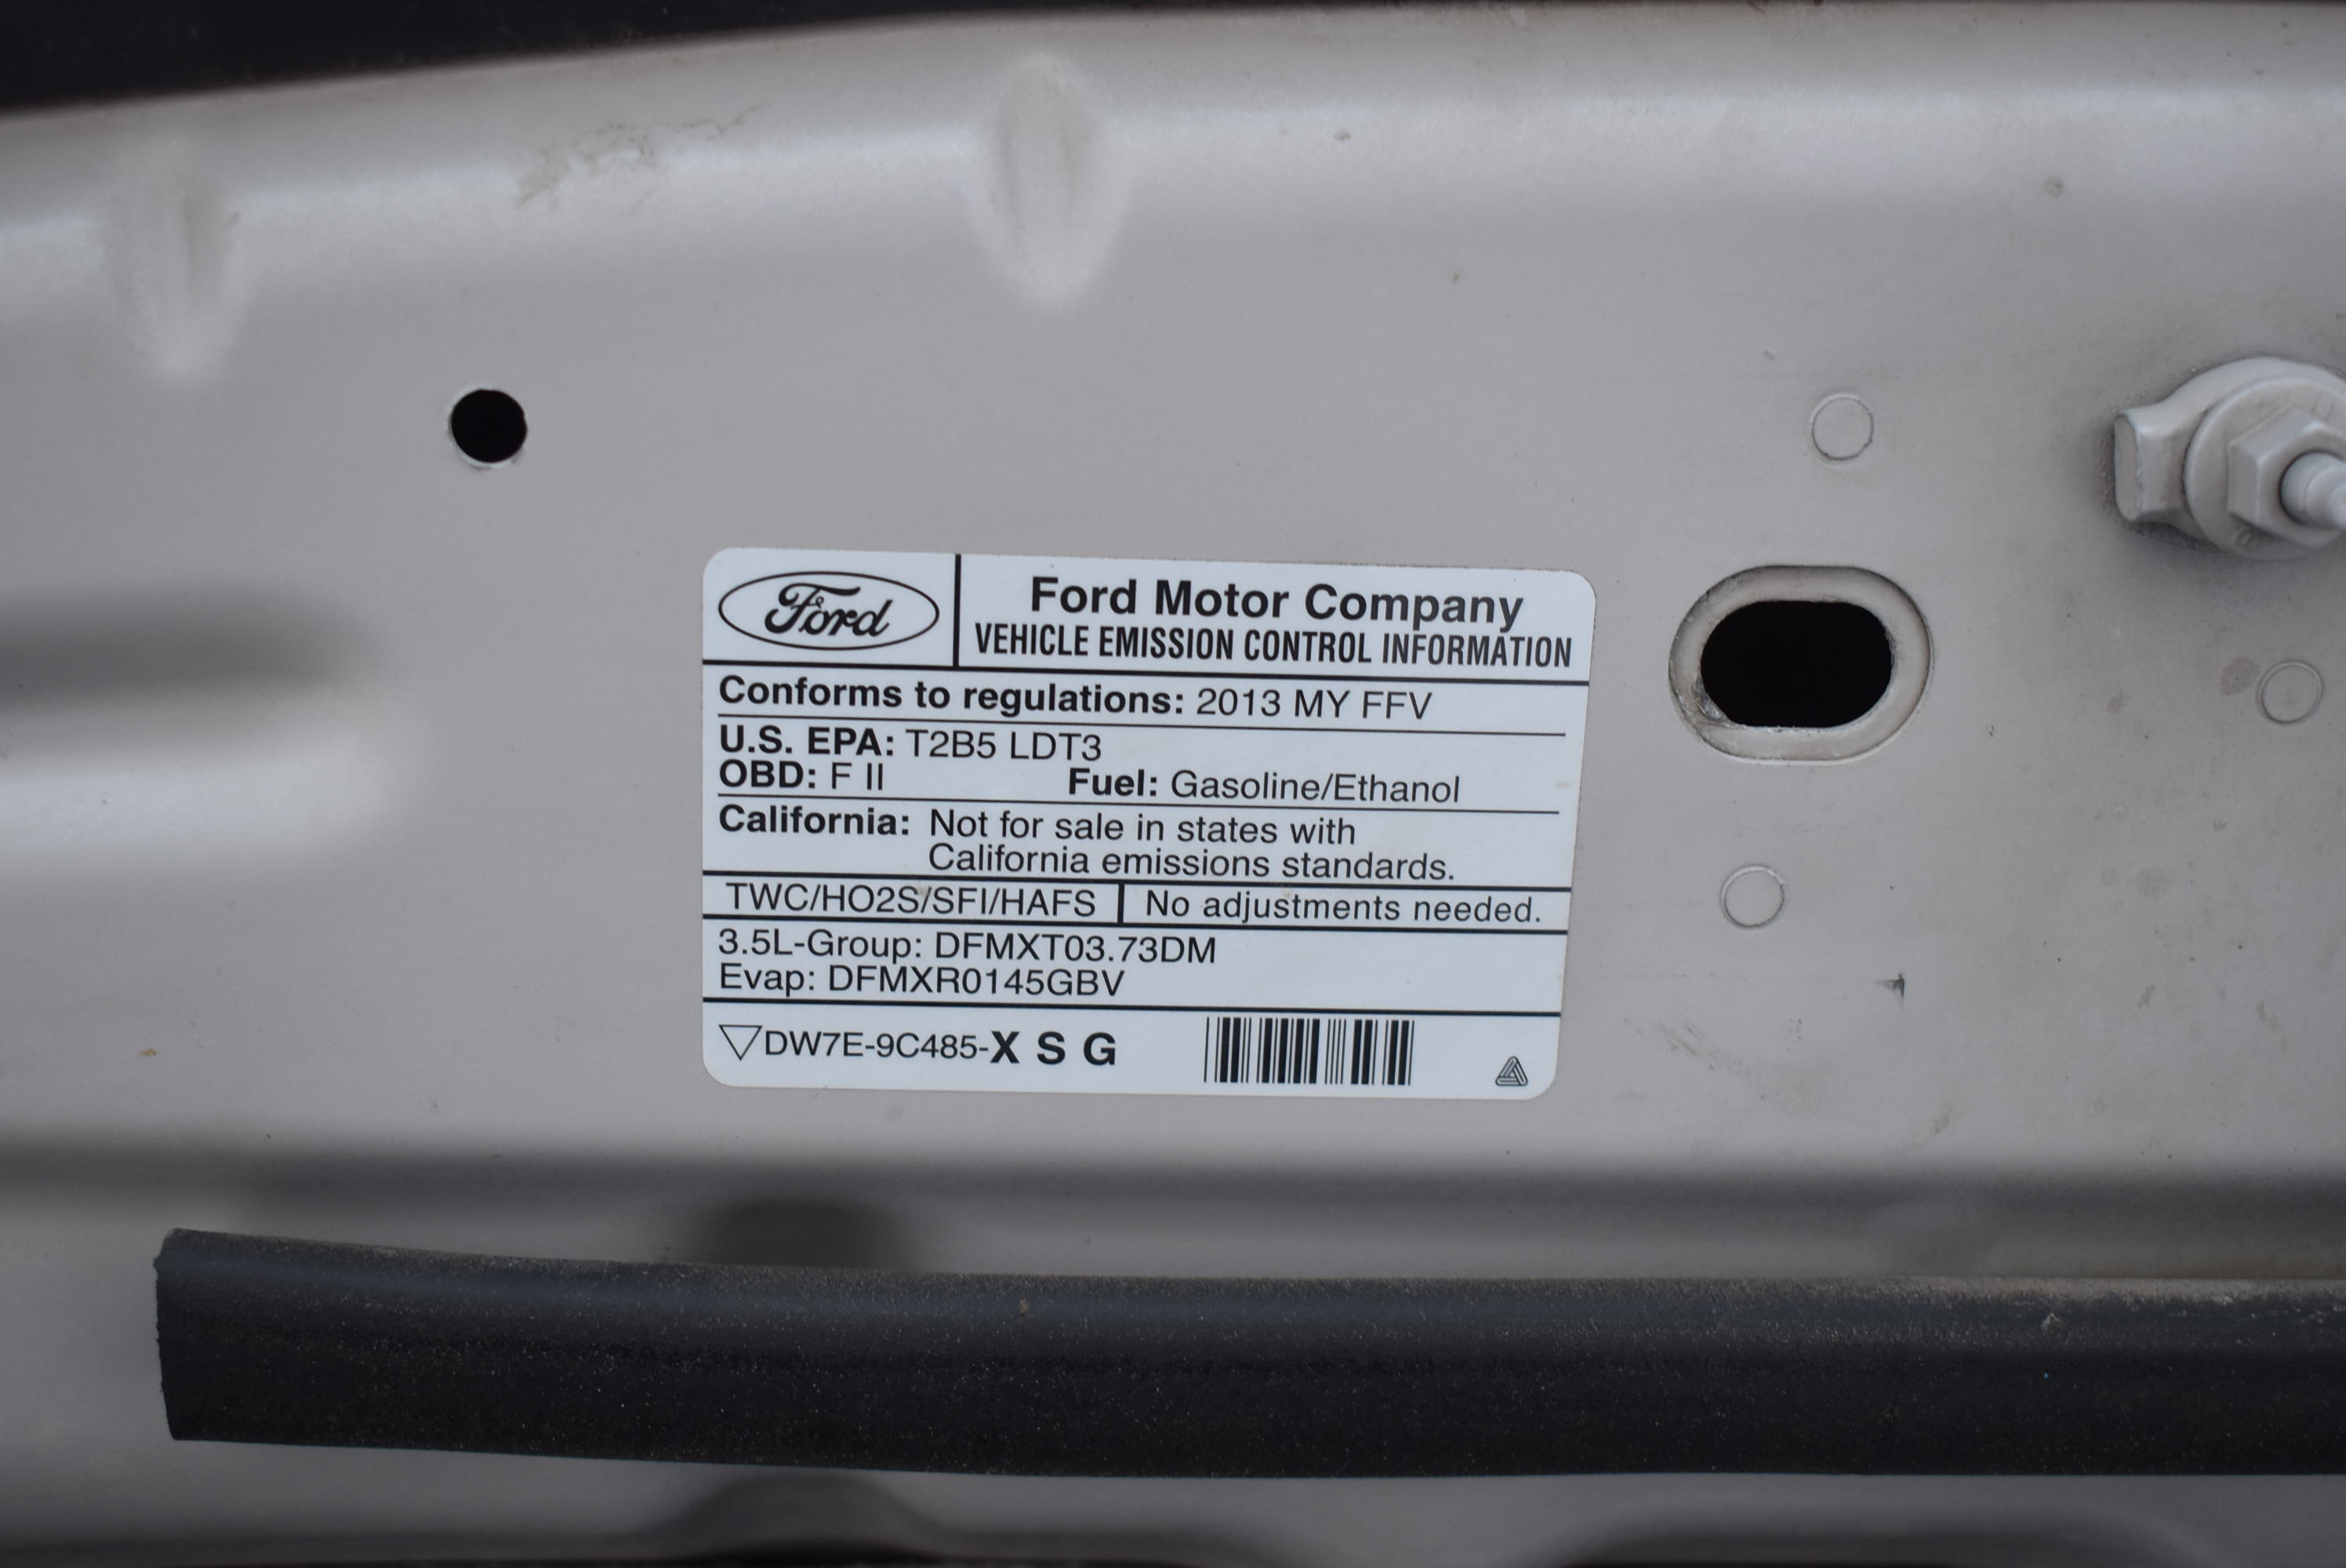 Ford
Ford Motor Company
VEHICLE EMISSION CONTROL INFORMATION
Conforms to regulations: 2013 MY FFV
U.S. EPA: T2B5 LDT3
OBD: F II Fuel: Gasoline/Ethanol
California: Not for sale in states with
California emissions standards.
TWC/HO2S/SFI/HAFS No adjustments needed.
3.5L-Group: DFMXT03.73DM
Evap: DFMXR0145GBV
DW7E-9C485-X S G